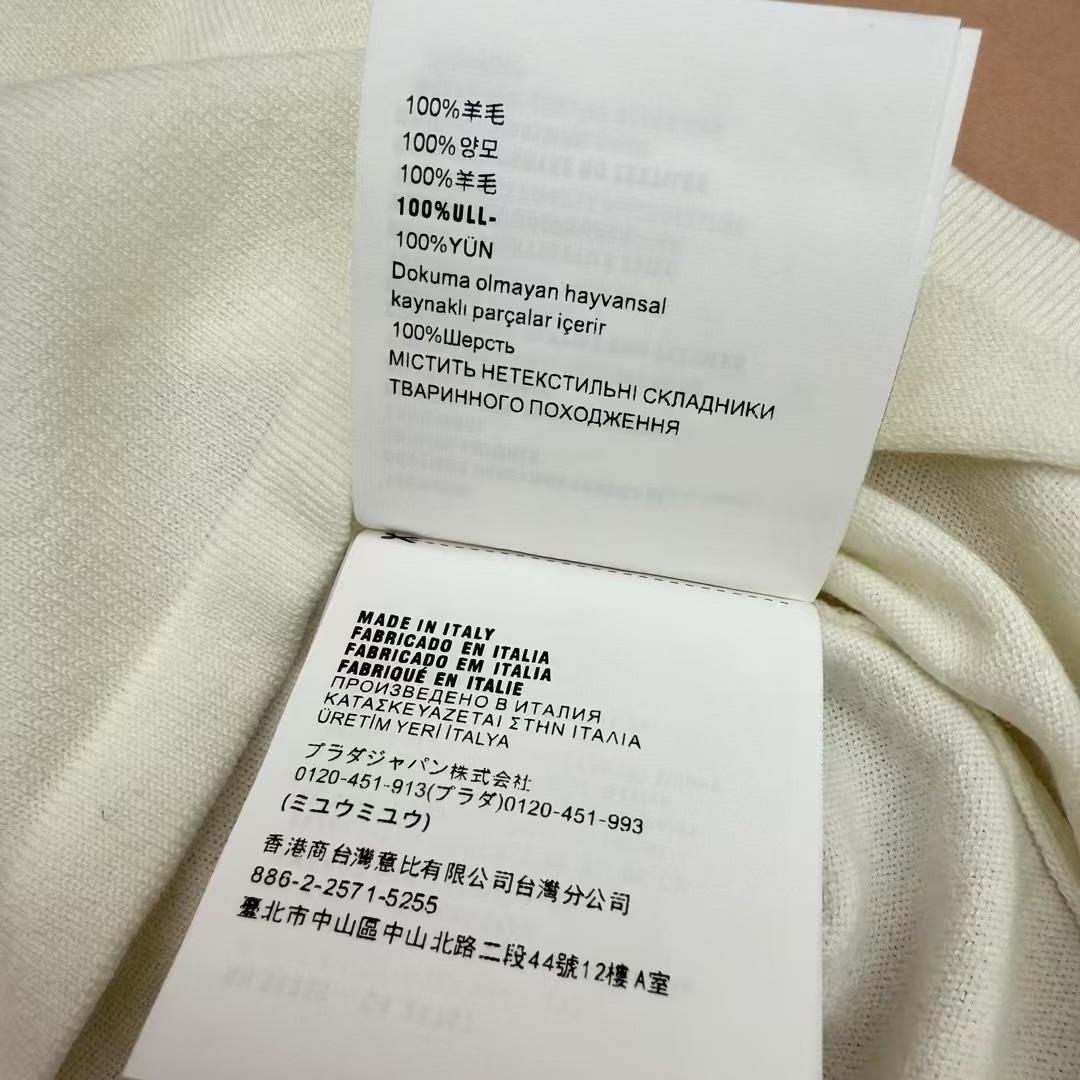 100%羊毛
100%양모
100%羊毛
100%ULL-
100%YÜN
Dokuma olmayan hayvansal
kaynaklı parçalar içerir
100%Шерсть
МІСТИТЬ НЕТЕКСТИЛЬНІ СКЛАДНИКИ
ТВАРИННОГО ПОХОДЖЕННЯ
MADE IN ITALY
FABRICADO EN ITALIA
FABRICADO EM ITALIA
FABRIQUÉ EN ITALIE
ПРОИЗВЕДЕНО В ИТАЛИЯ
ΚΑΤΑΣΚΕΥΑΖΕΤΑΙ ΣΤΗΝ ΙΤΑΛΙΑ
ÜRETİM YERİ İTALYA
プラダジャパン株式会社
0120-451-913(プラダ)0120-451-993
(ミユウミユウ)
香港商台灣意比有限公司台灣分公司
886-2-2571-5255
臺北市中山區中山北路二段44號12樓A室